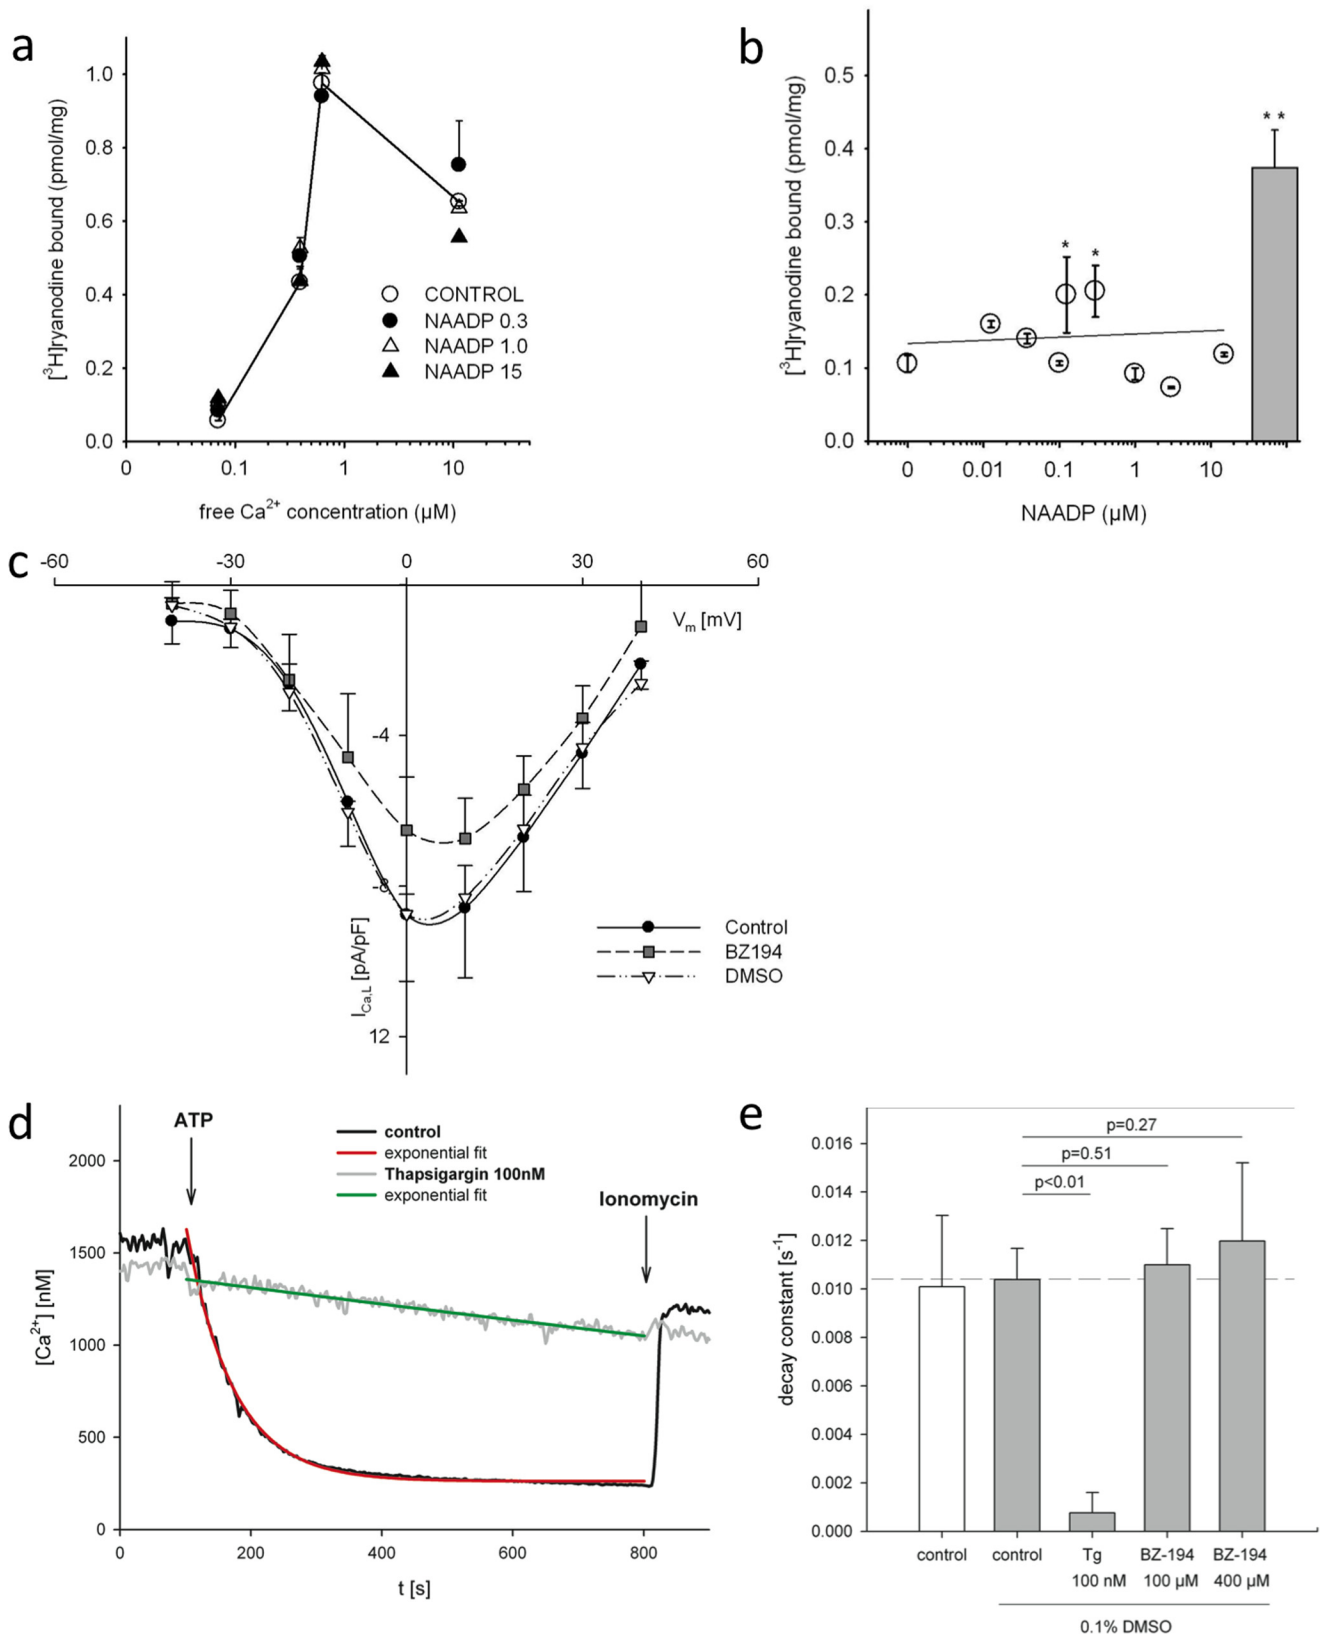 a
[³H]ryanodine bound (pmol/mg)
1.0
0.8
0.6
0.4
0.2
0.0
0 0.1 1 10
free Ca²⁺ concentration (µM)
CONTROL
NAADP 0.3
NAADP 1.0
NAADP 15
b
[³H]ryanodine bound (pmol/mg)
0.5
0.4
0.3
0.2
0.1
0.0
* *
* *
0 0.01 0.1 1 10
NAADP (µM)
c
-60 -30 0 30 60
Vm [mV]
-4
-8
12
ICa,L [pA/pF]
Control
BZ194
DMSO
d
ATP
control
exponential fit
Thapsigargin 100nM
exponential fit
Ionomycin
[Ca²⁺] [nM]
2000
1500
1000
500
0
0 200 400 600 800
t [s]
e
decay constant [s⁻¹]
0.016
0.014
0.012
0.010
0.008
0.006
0.004
0.002
0.000
p=0.27
p=0.51
p<0.01
control control Tg BZ-194 BZ-194
100 nM 100 µM 400 µM
0.1% DMSO